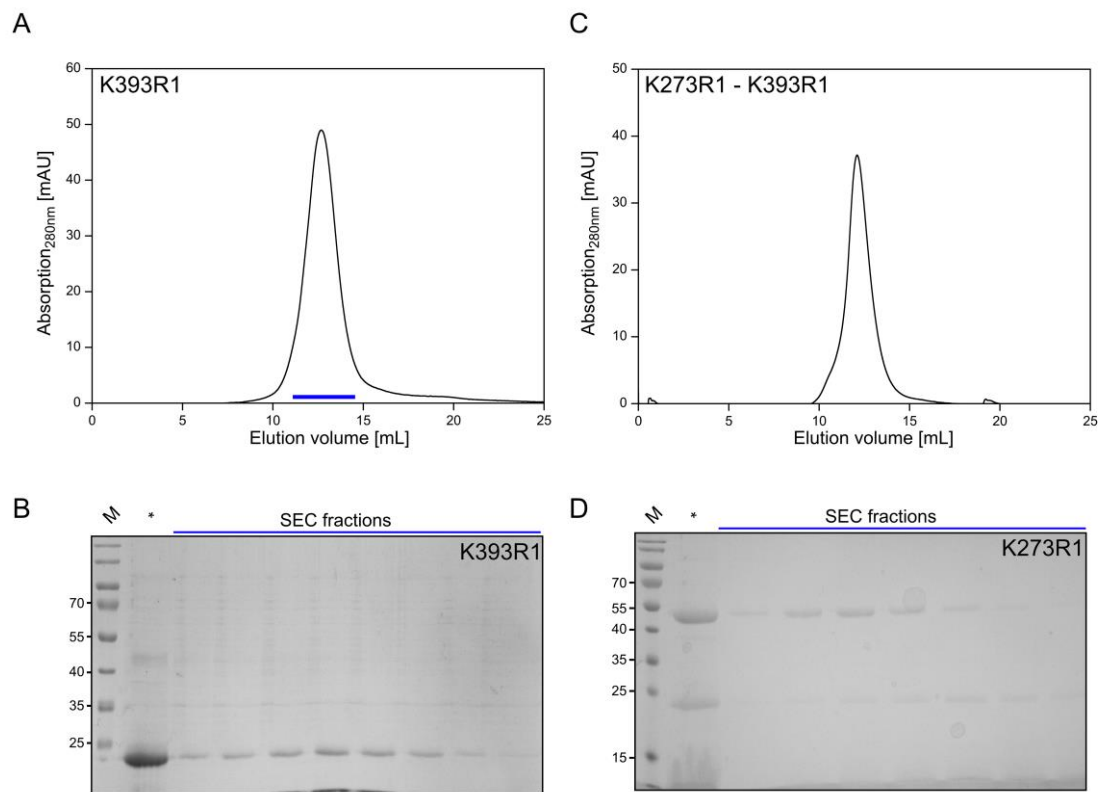 A
K393R1
60
50
40
30
20
10
0
Absorption280nm [mAU]
0 5 10 15 20 25
Elution volume [mL]
C
K273R1 - K393R1
50
40
30
20
10
0
Absorption280nm [mAU]
0 5 10 15 20 25
Elution volume [mL]
B
M * SEC fractions
K393R1
70
55
40
35
25
D
M * SEC fractions
K273R1
70
55
40
35
25
15